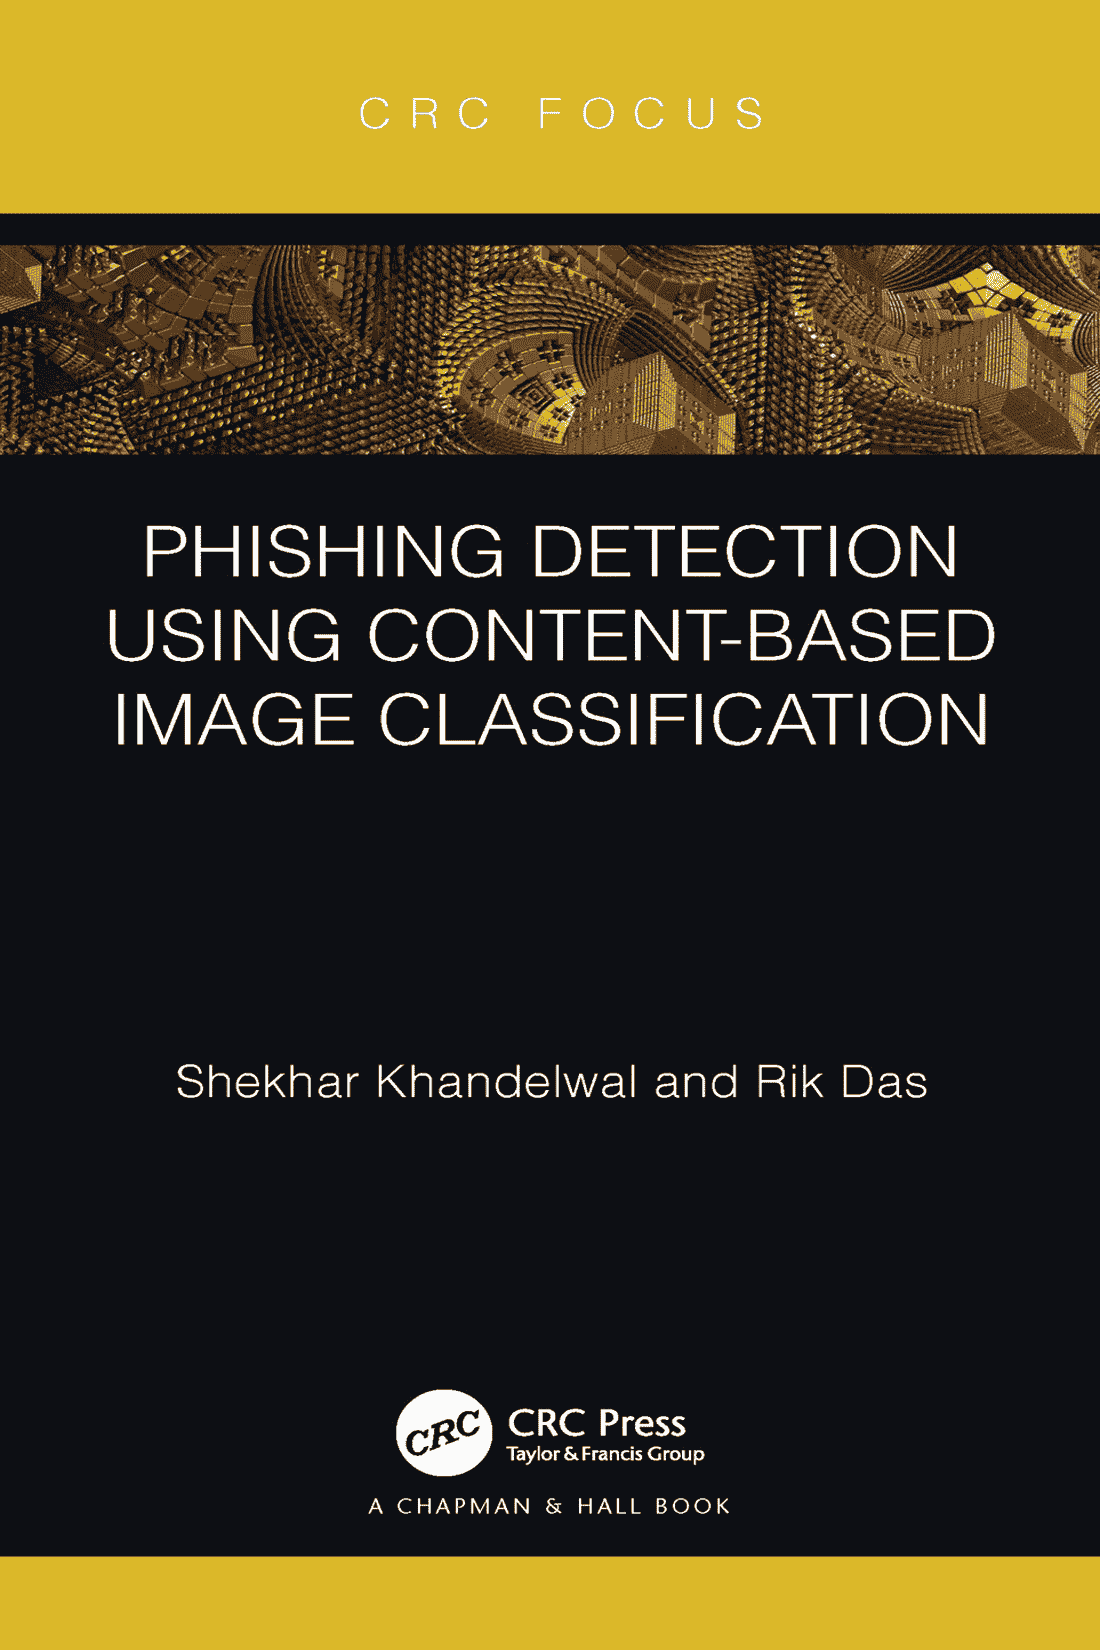 CRC FOCUS
PHISHING DETECTION
USING CONTENT-BASED
IMAGE CLASSIFICATION
Shekhar Khandelwal and Rik Das
CRC
CRC Press
Taylor & Francis Group
A CHAPMAN & HALL BOOK